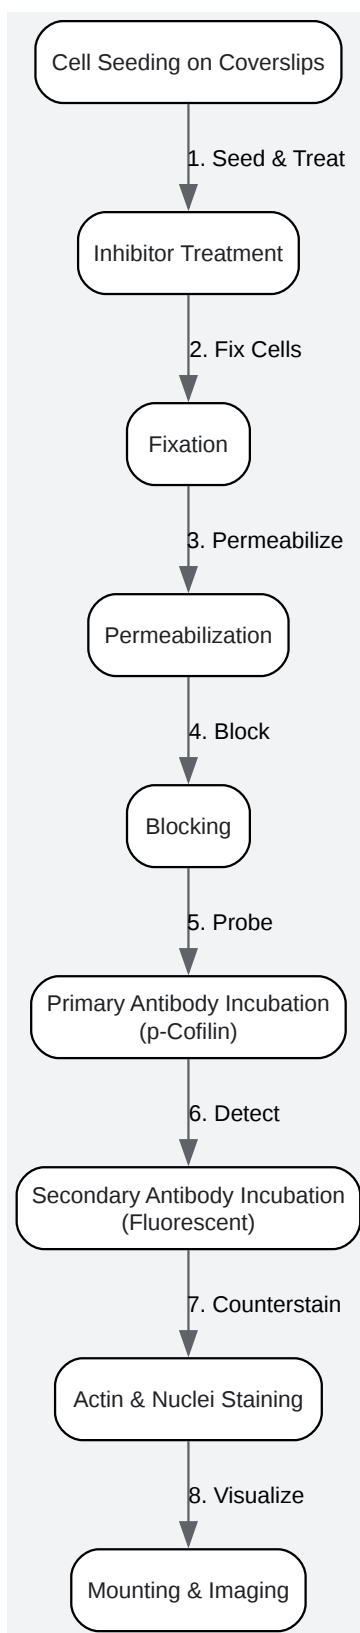 Cell Seeding on Coverslips
1. Seed & Treat
Inhibitor Treatment
2. Fix Cells
Fixation
3. Permeabilize
Permeabilization
4. Block
Blocking
5. Probe
Primary Antibody Incubation
(p-Cofilin)
6. Detect
Secondary Antibody Incubation
(Fluorescent)
7. Counterstain
Actin & Nuclei Staining
8. Visualize
Mounting & Imaging